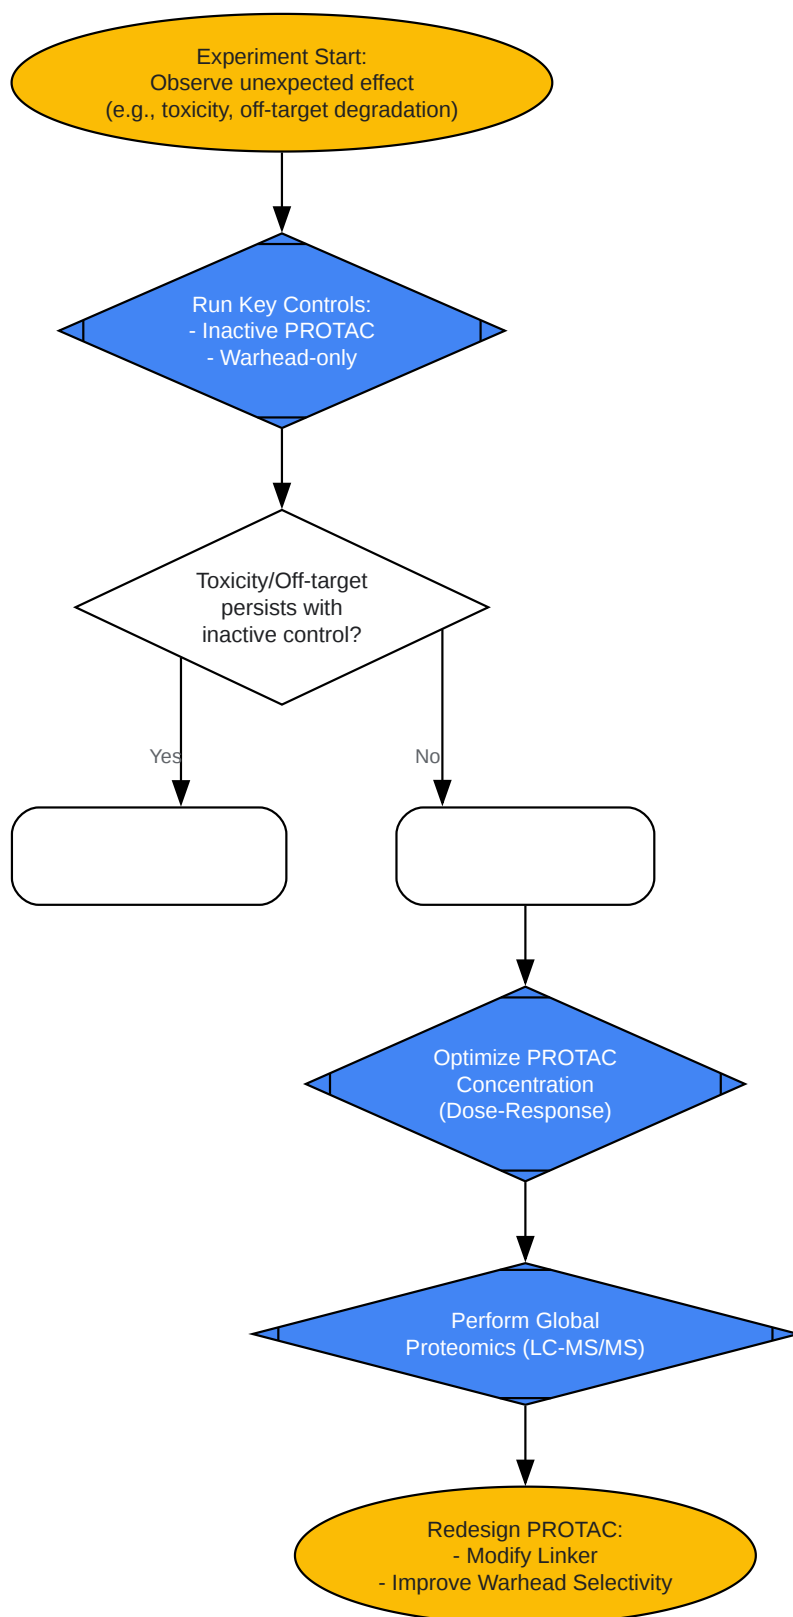 Experiment Start:
Observe unexpected effect
(e.g., toxicity, off-target degradation)
Run Key Controls:
- Inactive PROTAC
- Warhead-only
Toxicity/Off-target
persists with
inactive control?
Yes
No
Optimize PROTAC
Concentration
(Dose-Response)
Perform Global
Proteomics (LC-MS/MS)
Redesign PROTAC:
- Modify Linker
- Improve Warhead Selectivity